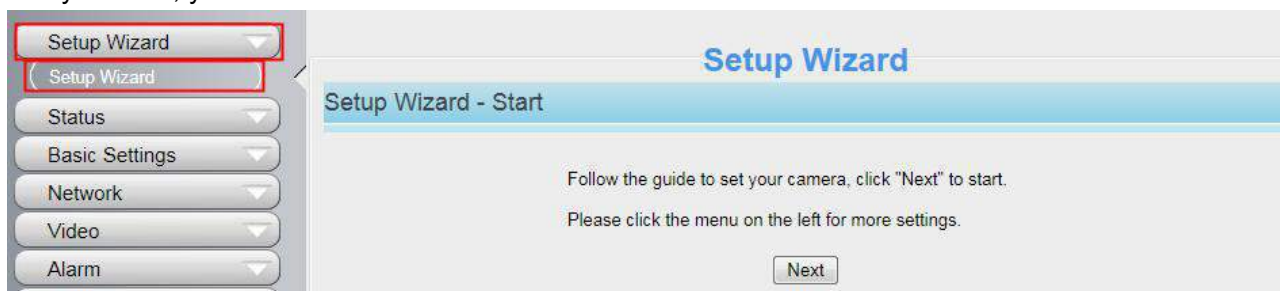 Setup Wizard
Setup Wizard
Status
Basic Settings
Network
Video
Alarm
Setup Wizard
Setup Wizard - Start
Follow the guide to set your camera, click "Next" to start.
Please click the menu on the left for more settings.
Next